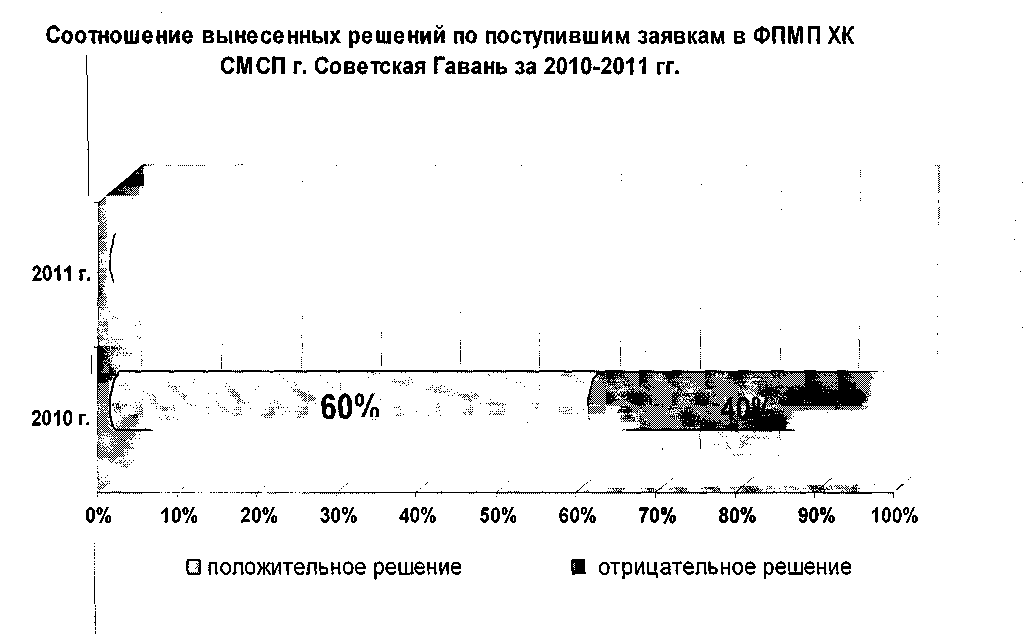 Соотношение вынесенных решений по поступившим заявкам в ФПМП ХК
СМСП г. Советская Гавань за 2010-2011 гг.
2011 г.
2010 г.
60%
40%
0% 10% 20% 30% 40% 50% 60% 70% 80% 90% 100%
положительное решение
отрицательное решение